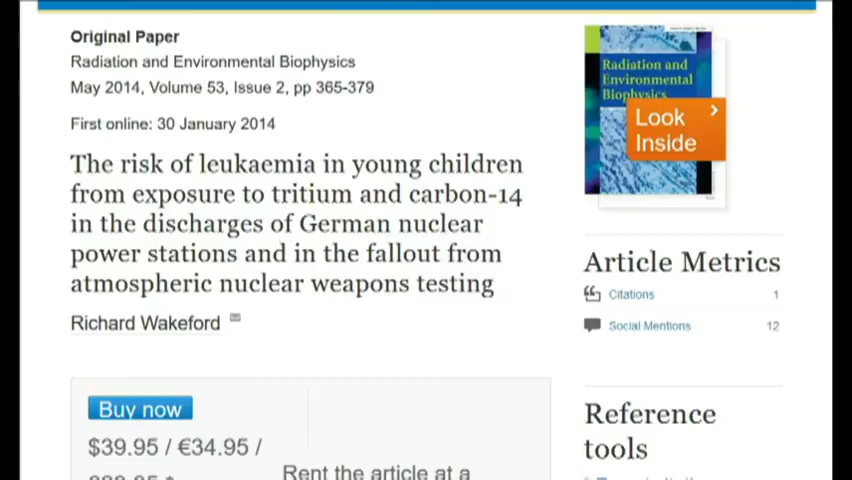 Original Paper
Radiation and Environmental Biophysics
May 2014, Volume 53, Issue 2, pp 365-379
First online: 30 January 2014
The risk of leukaemia in young children
from exposure to tritium and carbon-14
in the discharges of German nuclear
power stations and in the fallout from
atmospheric nuclear weapons testing
Richard Wakeford
Buy now
$39.95 / €34.95 /
Rent the article at a
Radiation and
Environmental
Biophysics
Look
Inside
Article Metrics
Citations 1
Social Mentions 12
Reference
tools